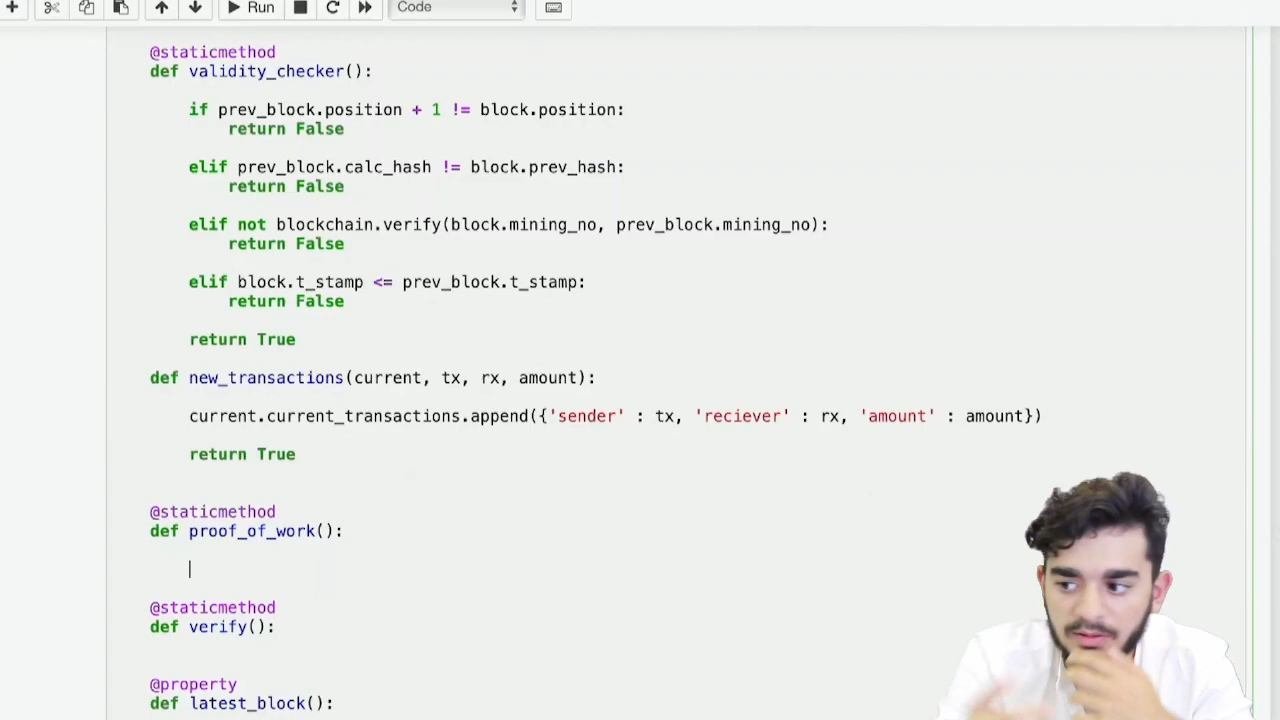 Run
Code
@staticmethod
def validity_checker():
if prev_block.position + 1 != block.position:
return False
elif prev_block.calc_hash != block.prev_hash:
return False
elif not blockchain.verify(block.mining_no, prev_block.mining_no):
return False
elif block.t_stamp <= prev_block.t_stamp:
return False
return True
def new_transactions(current, tx, rx, amount):
current.current_transactions.append({'sender' : tx, 'reciever' : rx, 'amount' : amount})
return True
@staticmethod
def proof_of_work():
@staticmethod
def verify():
@property
def latest_block():